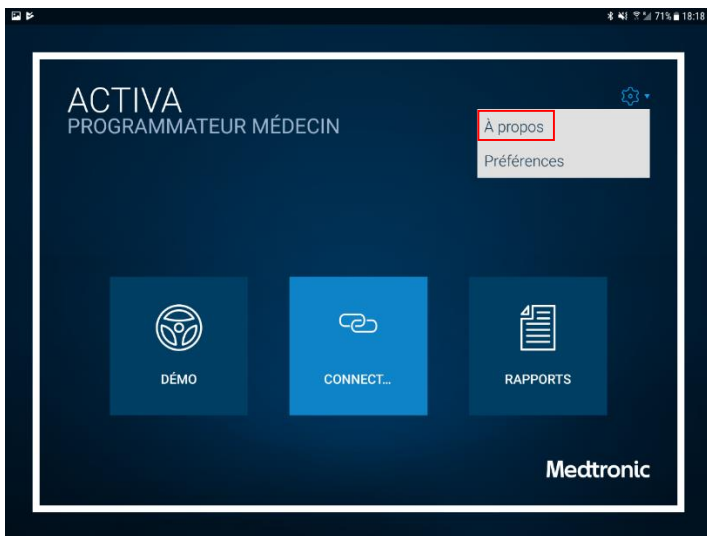 71% 18:18
ACTIVA
PROGRAMMATEUR MÉDECIN
À propos
Préférences
DÉMO
CONNECT...
RAPPORTS
Medtronic